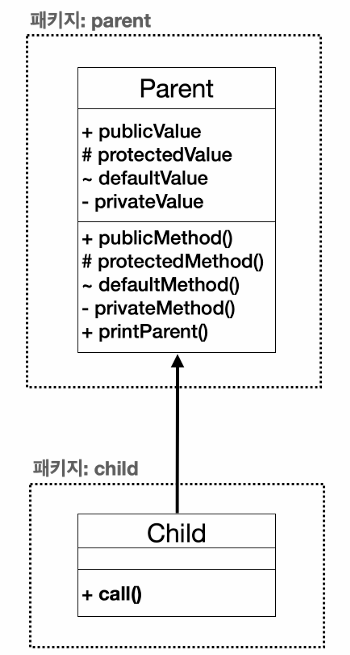 패키지: parent
Parent
+ publicValue
# protectedValue
~ defaultValue
- privateValue
+ publicMethod()
# protectedMethod()
~ defaultMethod()
- privateMethod()
+ printParent()
패키지: child
Child
+ call()